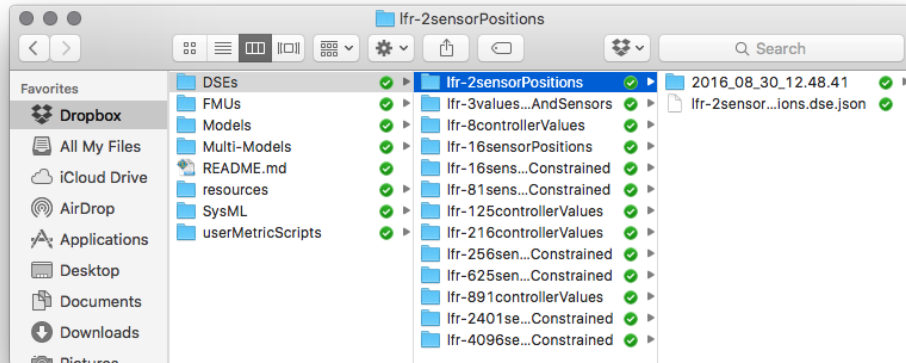 lfr-2sensorPositions
Search
Favorites
Dropbox
All My Files
iCloud Drive
AirDrop
Applications
Desktop
Documents
Downloads
Pictures
DSEs
FMUs
Models
Multi-Models
README.md
resources
SysML
userMetricScripts
lfr-2sensorPositions
lfr-3values...AndSensors
lfr-8controllerValues
lfr-16sensorPositions
lfr-16sens...Constrained
lfr-81sens...Constrained
lfr-125controllerValues
lfr-216controllerValues
lfr-256sen...Constrained
lfr-625sen...Constrained
lfr-891controllerValues
lfr-2401se...Constrained
lfr-4096se...Constrained
2016_08_30_12.48.41
lfr-2sensor...ions.dse.json